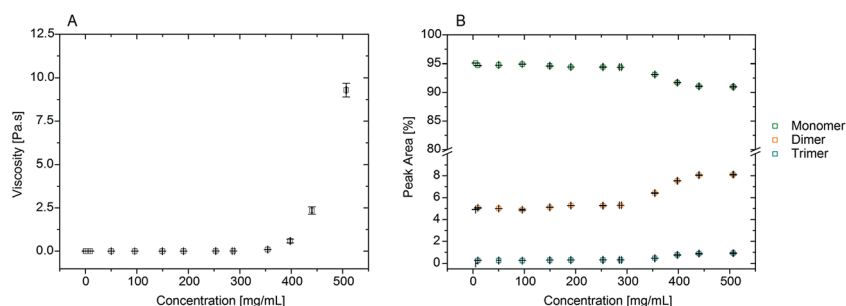 A
12.5
10.0
7.5
5.0
2.5
0.0
Viscosity [Pa.s]
0 100 200 300 400 500
Concentration [mg/mL]
B
100
95
90
85
80
8
6
4
2
0
Peak Area [%]
0 100 200 300 400 500 600
Concentration [mg/mL]
Monomer
Dimer
Trimer